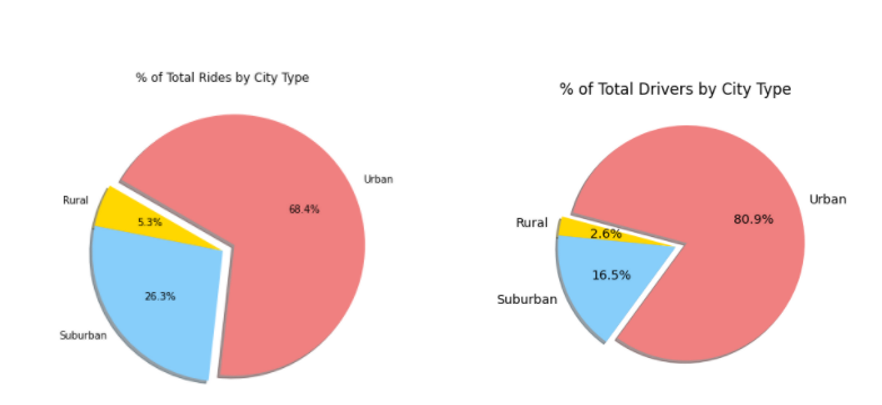 % of Total Rides by City Type
Urban
68.4%
Rural
5.3%
26.3%
Suburban
% of Total Drivers by City Type
Urban
80.9%
Rural
2.6%
16.5%
Suburban